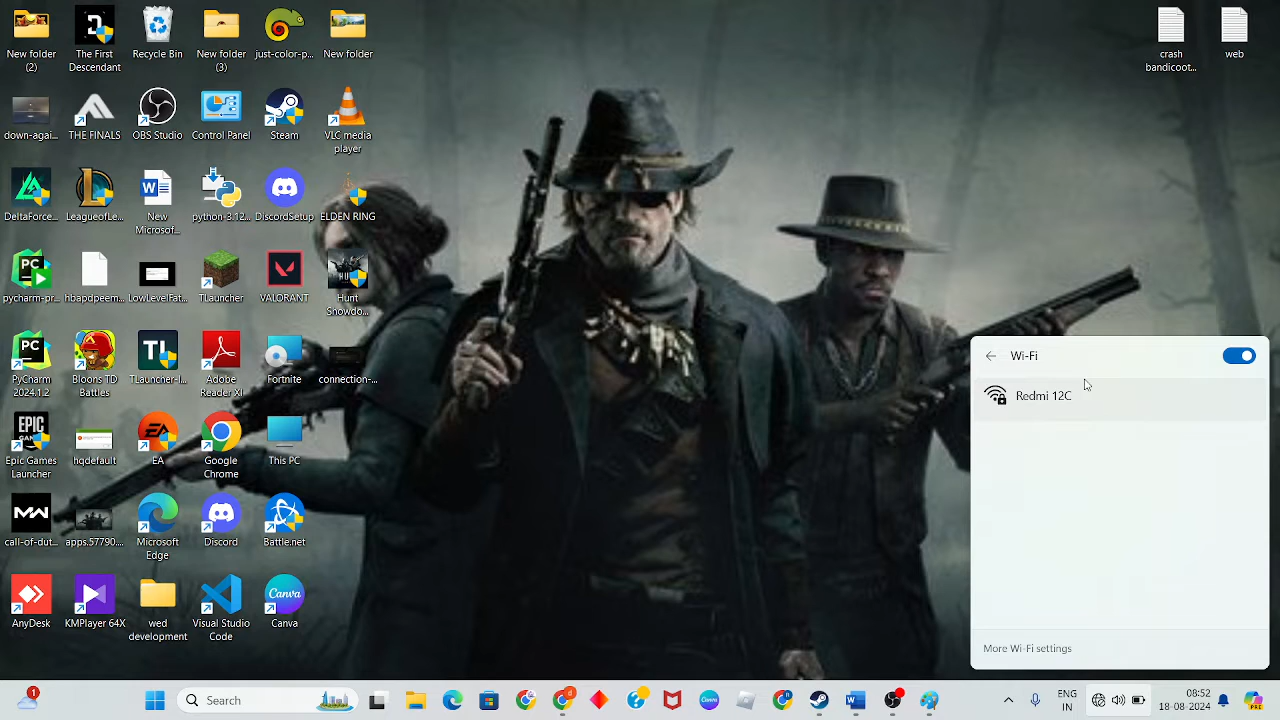 New folder (2)
The First Descendant
Recycle Bin
New folder (3)
just-color-p...
New folder
crash bandicoot...
web
down-agai...
THE FINALS
OBS Studio
Control Panel
Steam
VLC media player
DeltaForce...
LeagueofLe...
New Microsof...
python-3.12...
DiscordSetup
ELDEN RING
pycharm-pr...
hbapdpeem...
LowLevelFat...
TLauncher
VALORANT
Hunt Showdo...
Wi-Fi
Redmi 12C
PyCharm 2024.1.2
Bloons TD Battles
TLauncher-I...
Adobe Reader XI
Fortnite
connection-...
Epic Games Launcher
hqdefault
EA
Google Chrome
This PC
call-of-dut...
apps.57790....
Microsoft Edge
Discord
Battle.net
AnyDesk
KMPlayer 64X
wed development
Visual Studio Code
Canva
More Wi-Fi settings
1
Search
ENG
IN
18-08-2024